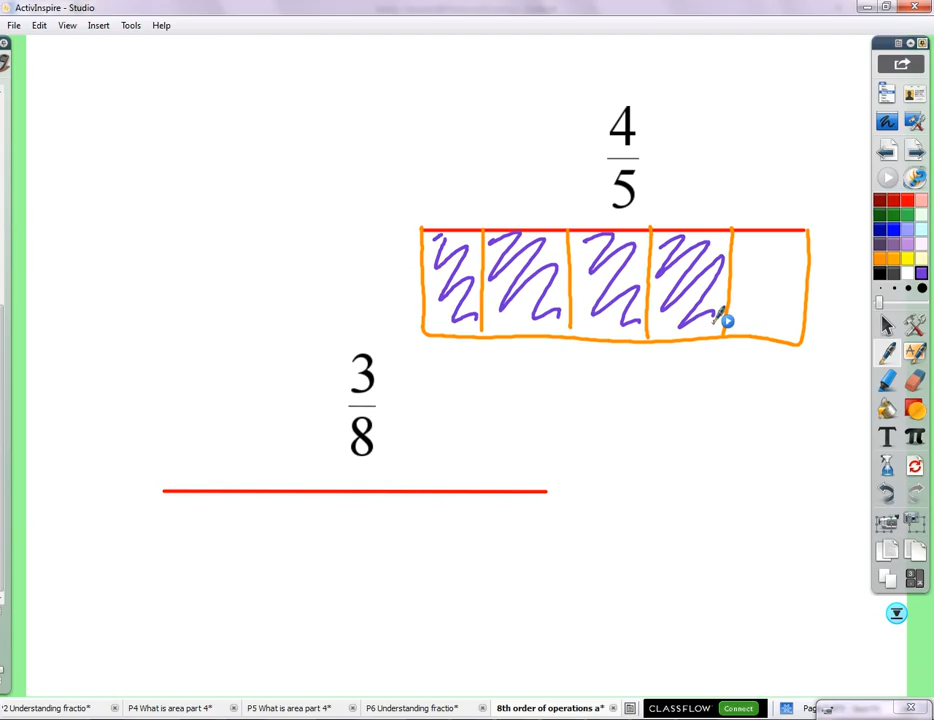 ActivInspire - Studio
File Edit View Insert Tools Help
4
5
3
8
T π
'2 Understanding fractio* P4 What is area part 4* P5 What is area part 4* P6 Understanding fractio* 8th order of operations a* CLASSFLOW Connect